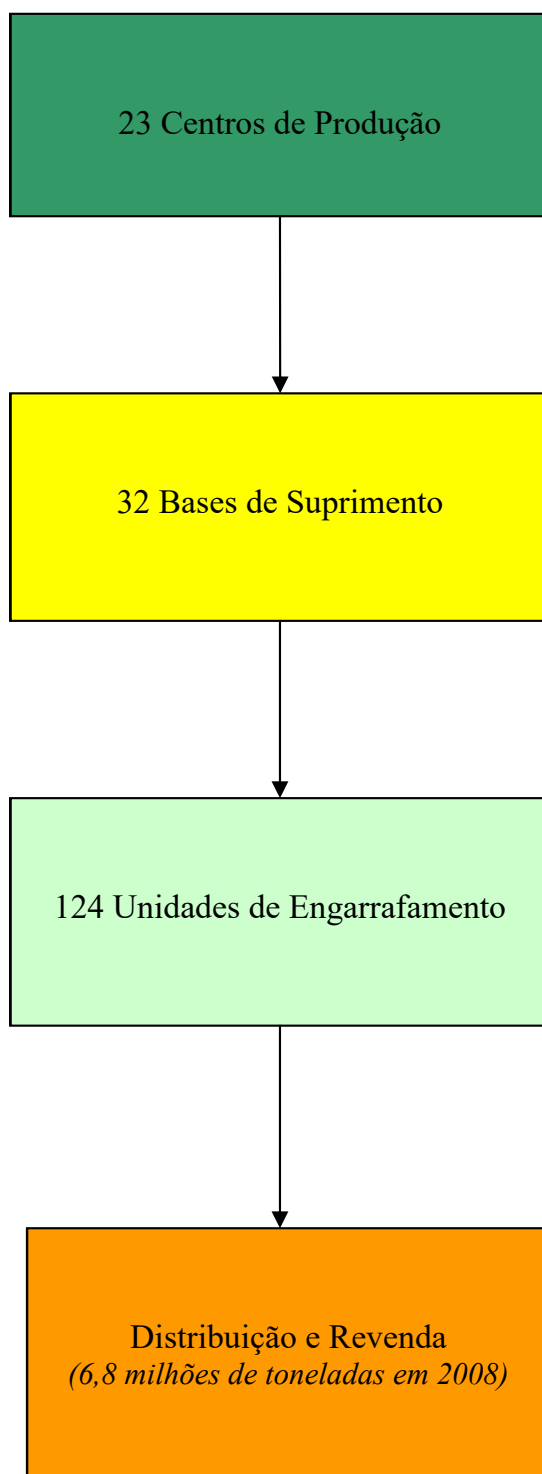 23 Centros de Produção
32 Bases de Suprimento
124 Unidades de Engarrafamento
Distribuição e Revenda
(6,8 milhões de toneladas em 2008)